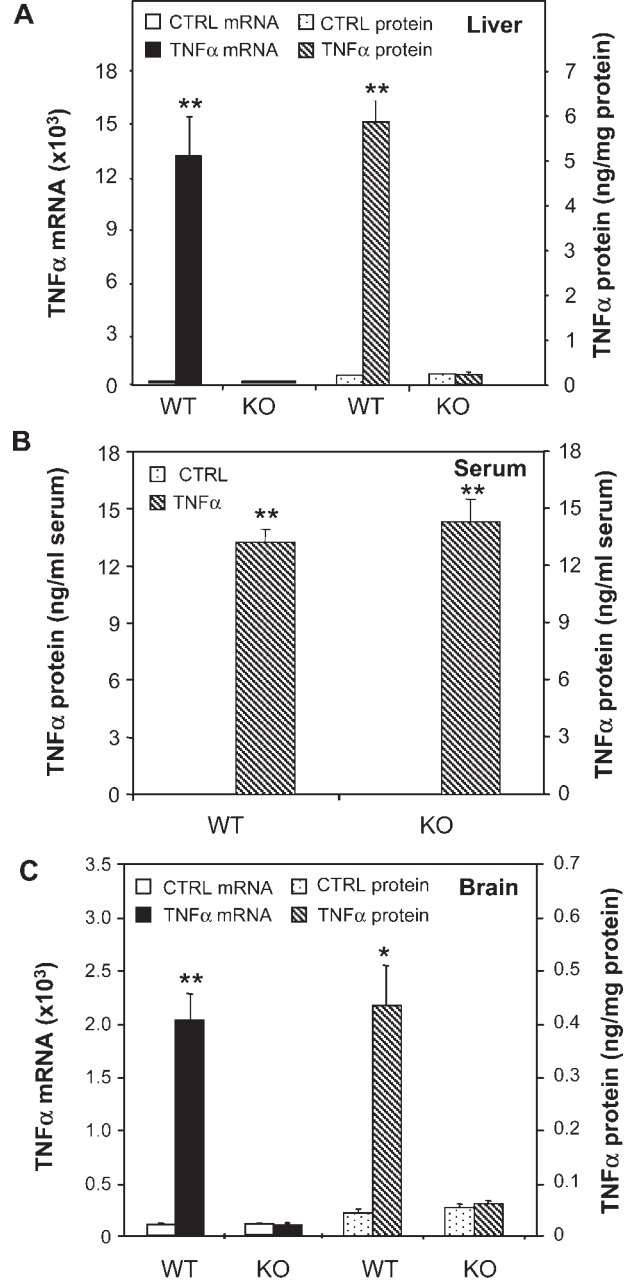 A
CTRL mRNA CTRL protein Liver
TNFα mRNA TNFα protein
TNFα mRNA (x10³)
18
15
12
9
6
3
0
7
6
5
4
3
2
1
0
TNFα protein (ng/mg protein)
** **
WT KO WT KO
B
CTRL Serum
TNFα
TNFα protein (ng/ml serum)
18
15
12
9
6
3
0
18
15
12
9
6
3
0
TNFα protein (ng/ml serum)
** **
WT KO
C
CTRL mRNA CTRL protein Brain
TNFα mRNA TNFα protein
TNFα mRNA (x10³)
3.5
3.0
2.5
2.0
1.5
1.0
0.5
0
0.7
0.6
0.5
0.4
0.3
0.2
0.1
0
TNFα protein (ng/mg protein)
** *
WT KO WT KO